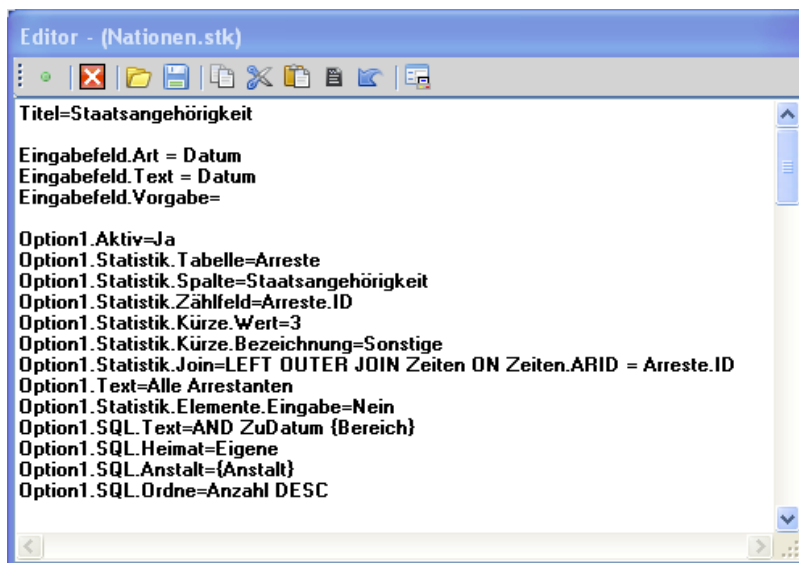 Editor - (Nationen.stk)
Titel=Staatsangehörigkeit
Eingabefeld.Art = Datum
Eingabefeld.Text = Datum
Eingabefeld.Vorgabe=
Option1.Aktiv=Ja
Option1.Statistik.Tabelle=Arreste
Option1.Statistik.Spalte=Staatsangehörigkeit
Option1.Statistik.Zählfeld=Arreste.ID
Option1.Statistik.Kürze.Wert=3
Option1.Statistik.Kürze.Bezeichnung=Sonstige
Option1.Statistik.Join=LEFT OUTER JOIN Zeiten ON Zeiten.ARID = Arreste.ID
Option1.Text=Alle Arrestanten
Option1.Statistik.Elemente.Eingabe=Nein
Option1.SQL.Text=AND ZuDatum {Bereich}
Option1.SQL.Heimat=Eigene
Option1.SQL.Anstalt={Anstalt}
Option1.SQL.Ordne=Anzahl DESC